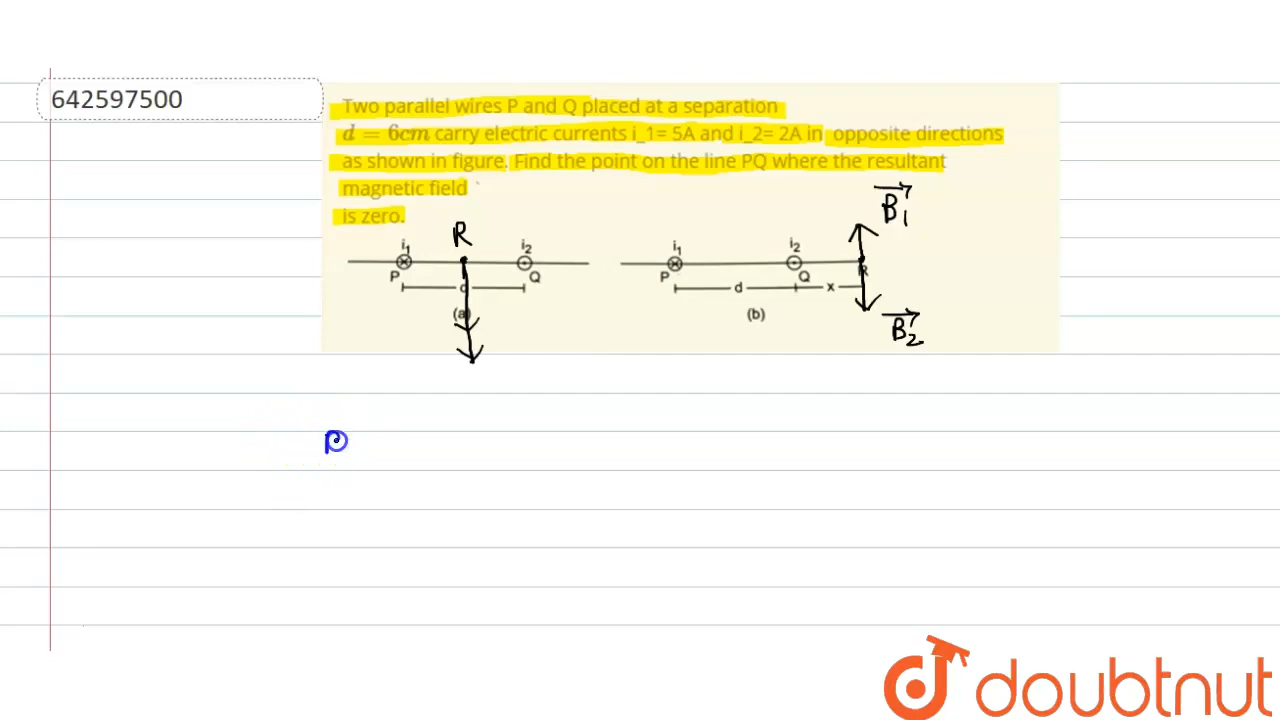 642597500
Two parallel wires P and Q placed at a separation
d = 6cm carry electric currents i_1= 5A and i_2= 2A in opposite directions
as shown in figure. Find the point on the line PQ where the resultant
magnetic field
is zero.
R
i1 i2
P Q
d
(a)
B1
i1 i2
P Q R
d x
(b)
B2
doubtnut